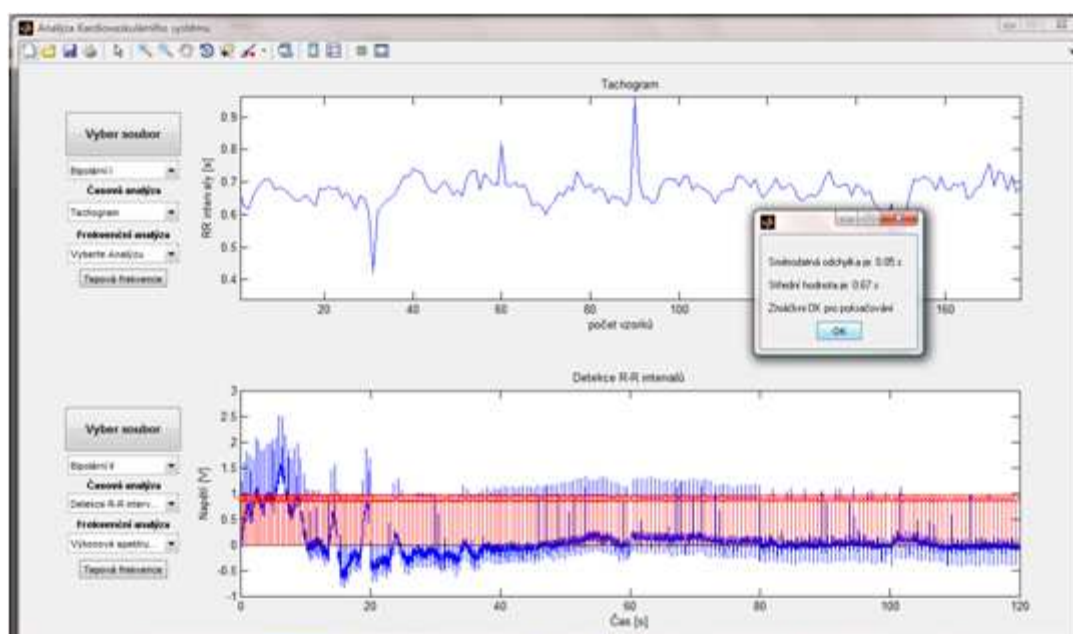 Analýza Kardiovaskulárního systému
Vyber soubor
Bipolární I
Časová analýza
Tachogram
Frekvenční analýza
Vyberte Analýzu
Tepová frekvence
Tachogram
RR intervaly [s]
0.9
0.8
0.7
0.6
0.5
0.4
20
40
60
80
100
160
počet vzorků
Směrodatná odchylka je 0.05 s
Střední hodnota je 0.67 s
Zmáčkni OK pro pokračování
OK
Vyber soubor
Bipolární II
Časová analýza
Detekce R-R interv...
Frekvenční analýza
Výkonové spektru...
Tepová frekvence
Detekce R-R intervalů
Napětí [V]
3
2.5
2
1.5
1
0.5
0
-0.5
-1
0
20
40
60
80
100
120
Čas [s]